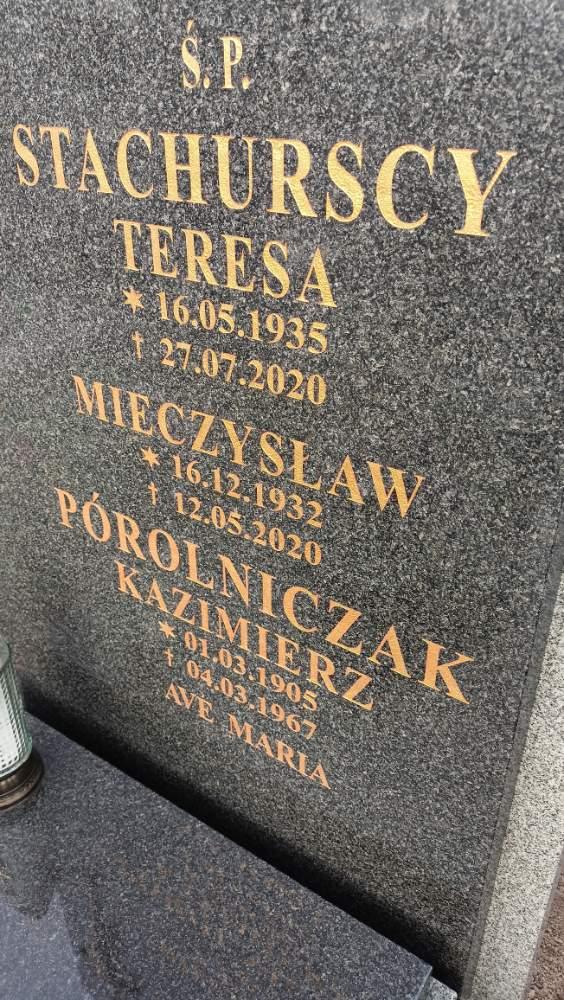 Ś. P.
STACHURSCY
TERESA
* 16.05.1935
† 27.07.2020
MIECZYSŁAW
* 16.12.1932
† 12.05.2020
PÓROLNICZAK
KAZIMIERZ
* 01.03.1905
† 04.03.1967
AVE MARIA